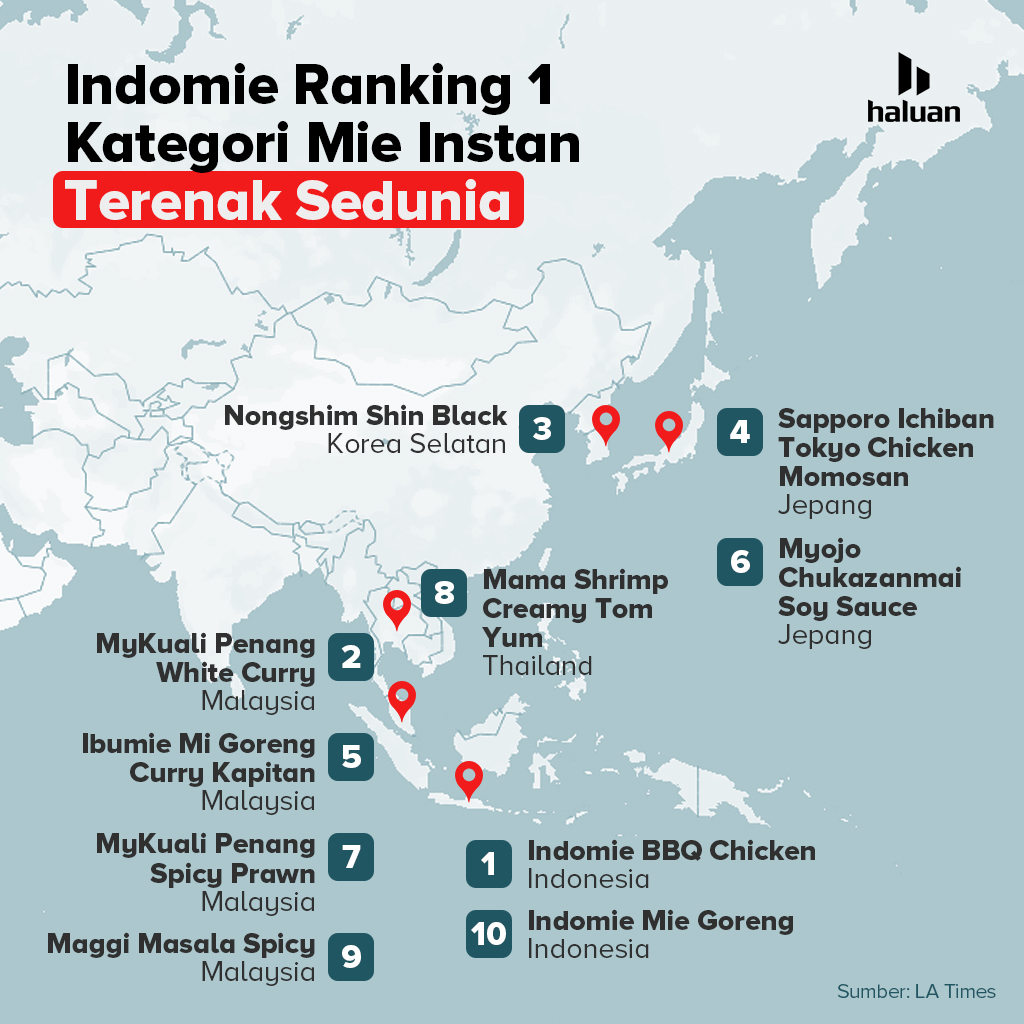 Indomie Ranking 1
Kategori Mie Instan
Terenak Sedunia
haluan
Nongshim Shin Black
Korea Selatan
3
4
Sapporo Ichiban
Tokyo Chicken
Momosan
Jepang
6
Myojo
Chukazanmai
Soy Sauce
Jepang
8
Mama Shrimp
Creamy Tom
Yum
Thailand
MyKuali Penang
White Curry
Malaysia
2
Ibumie Mi Goreng
Curry Kapitan
Malaysia
5
MyKuali Penang
Spicy Prawn
Malaysia
7
Maggi Masala Spicy
Malaysia
9
1
Indomie BBQ Chicken
Indonesia
10
Indomie Mie Goreng
Indonesia
Sumber: LA Times